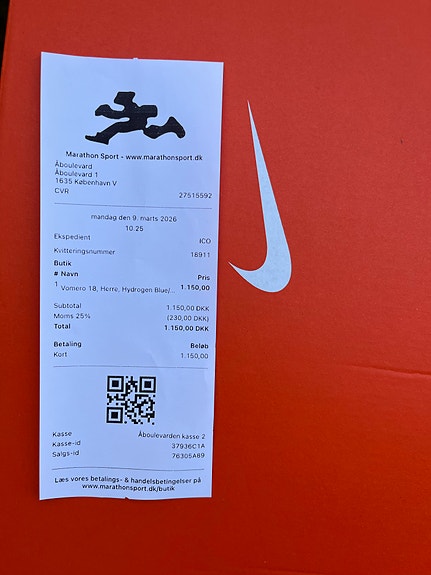 Marathon Sport - www.marathonsport.dk
Åboulevard
Åboulevard 1
1635 København V
CVR 27515592
mandag den 9. marts 2026
10.25
Ekspedient ICO
Kvitteringsnummer 18911
Butik
# Navn Pris
1 Vomero 18, Herre, Hydrogen Blue/... 1.150,00
Subtotal 1.150,00 DKK
Moms 25% (230,00 DKK)
Total 1.150,00 DKK
Betaling Beløb
Kort 1.150,00
Kasse Åboulevarden kasse 2
Kasse-id 37936C1A
Salgs-id 76305A89
Læs vores betalings- & handelsbetingelser på
www.marathonsport.dk/butik